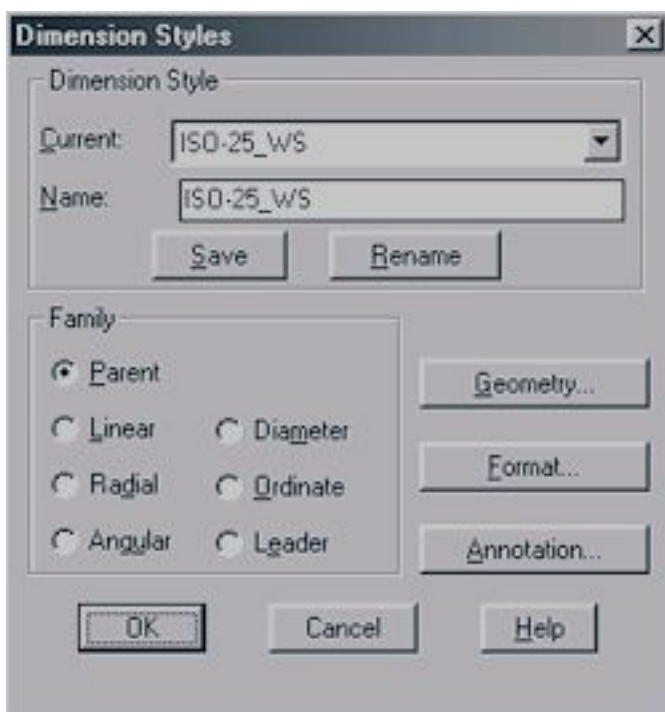 Dimension Styles
Dimension Style
Current: ISO-25_WS
Name: ISO-25_WS
Save Rename
Family
Parent
Linear Diameter
Radial Ordinate
Angular Leader
Geometry...
Format...
Annotation...
OK Cancel Help